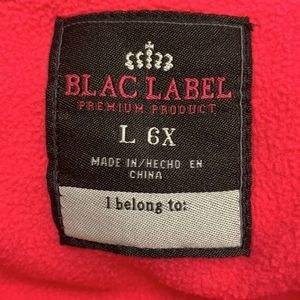 BLAC LABEL
PREMIUM PRODUCT
L 6X
MADE IN/HECHO EN
CHINA
I belong to: